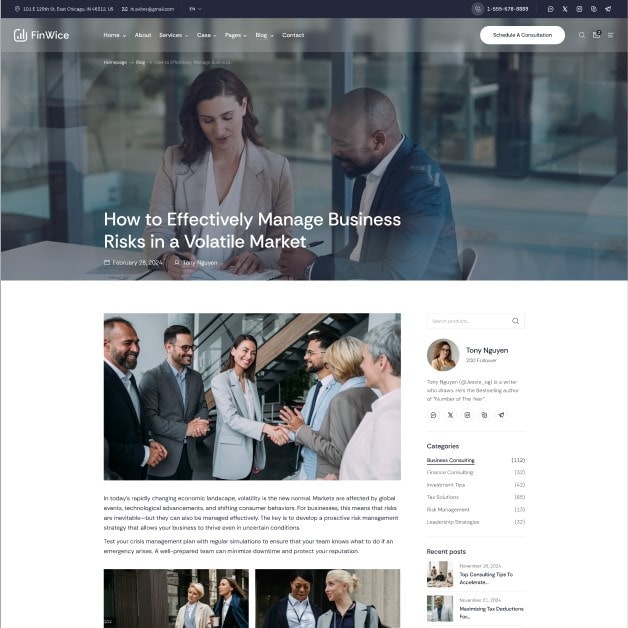 101 E 129th St, East Chicago, IN 46312, US
hi.avitex@gmail.com
EN
1-555-678-8888
FinWice
Home
About
Services
Case
Pages
Blog
Contact
Schedule A Consultation
Homepage
Blog
How to Effectively Manage Business...
How to Effectively Manage Business
Risks in a Volatile Market
February 28, 2024
Tony Nguyen
Search products…
Tony Nguyen
200 Follower
Tony Nguyen (@Jessie_ng) is a writer
who draws. He's the Bestselling author
of "Number of The Year".
In today's rapidly changing economic landscape, volatility is the new normal. Markets are affected by global
events, technological advancements, and shifting consumer behaviors. For businesses, this means that risks
are inevitable—but they can also be managed effectively. The key is to develop a proactive risk management
strategy that allows your business to thrive even in uncertain conditions.
Test your crisis management plan with regular simulations to ensure that your team knows what to do if an
emergency arises. A well-prepared team can minimize downtime and protect your reputation.
Categories
Business Consulting (112)
Finance Consulting (32)
Investment Tips (42)
Tax Solutions (65)
Risk Management (13)
Leadership Strategies (32)
Recent posts
November 18, 2024
Top Consulting Tips To
Accelerate...
November 21, 2024
Maximizing Tax Deductions
For...